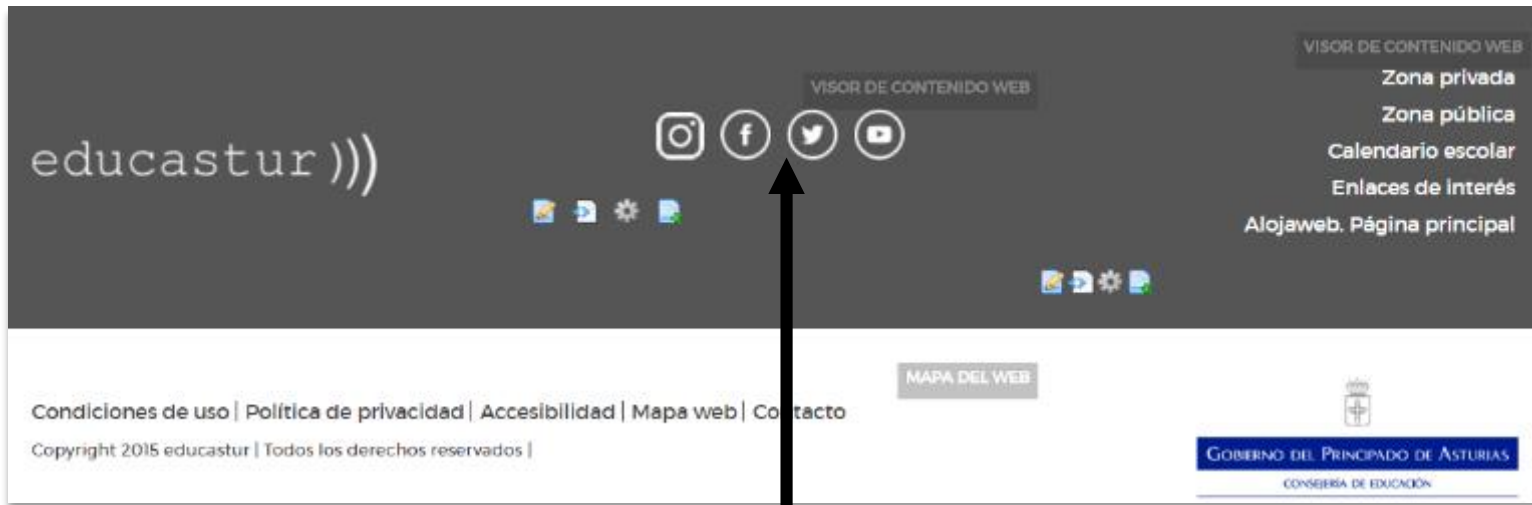 VISOR DE CONTENIDO WEB
Zona privada
Zona pública
Calendario escolar
Enlaces de interés
Alojaweb. Página principal
VISOR DE CONTENIDO WEB
educastur)))
MAPA DEL WEB
Condiciones de uso | Política de privacidad | Accesibilidad | Mapa web | Contacto
Copyright 2015 educastur | Todos los derechos reservados |
GOBIERNO DEL PRINCIPADO DE ASTURIAS
CONSEJERÍA DE EDUCACIÓN